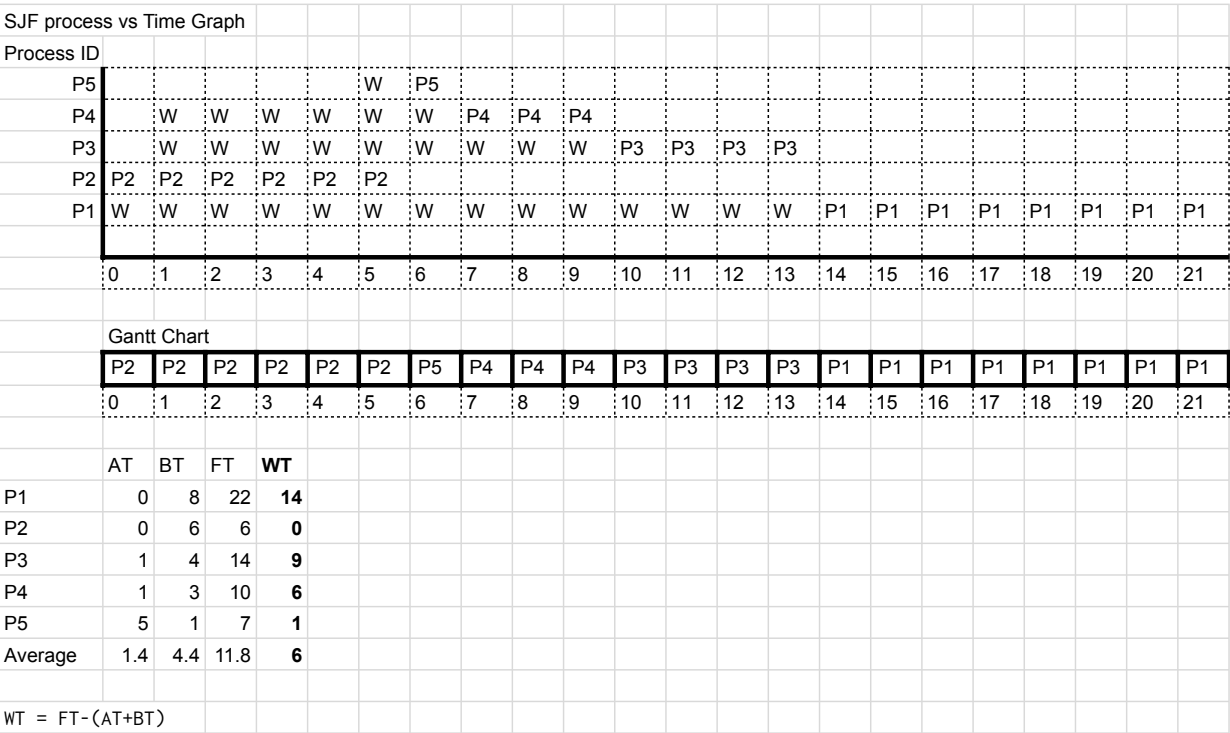 SJF process vs Time Graph
Process ID
P5 W P5
P4 W W W W W W P4 P4 P4
P3 W W W W W W W W W P3 P3 P3 P3
P2 P2 P2 P2 P2 P2 P2
P1 W W W W W W W W W W W W W W P1 P1 P1 P1 P1 P1 P1 P1
0 1 2 3 4 5 6 7 8 9 10 11 12 13 14 15 16 17 18 19 20 21
Gantt Chart
P2 P2 P2 P2 P2 P2 P5 P4 P4 P4 P3 P3 P3 P3 P1 P1 P1 P1 P1 P1 P1 P1
0 1 2 3 4 5 6 7 8 9 10 11 12 13 14 15 16 17 18 19 20 21
AT BT FT WT
P1 0 8 22 14
P2 0 6 6 0
P3 1 4 14 9
P4 1 3 10 6
P5 5 1 7 1
Average 1.4 4.4 11.8 6
WT = FT-(AT+BT)